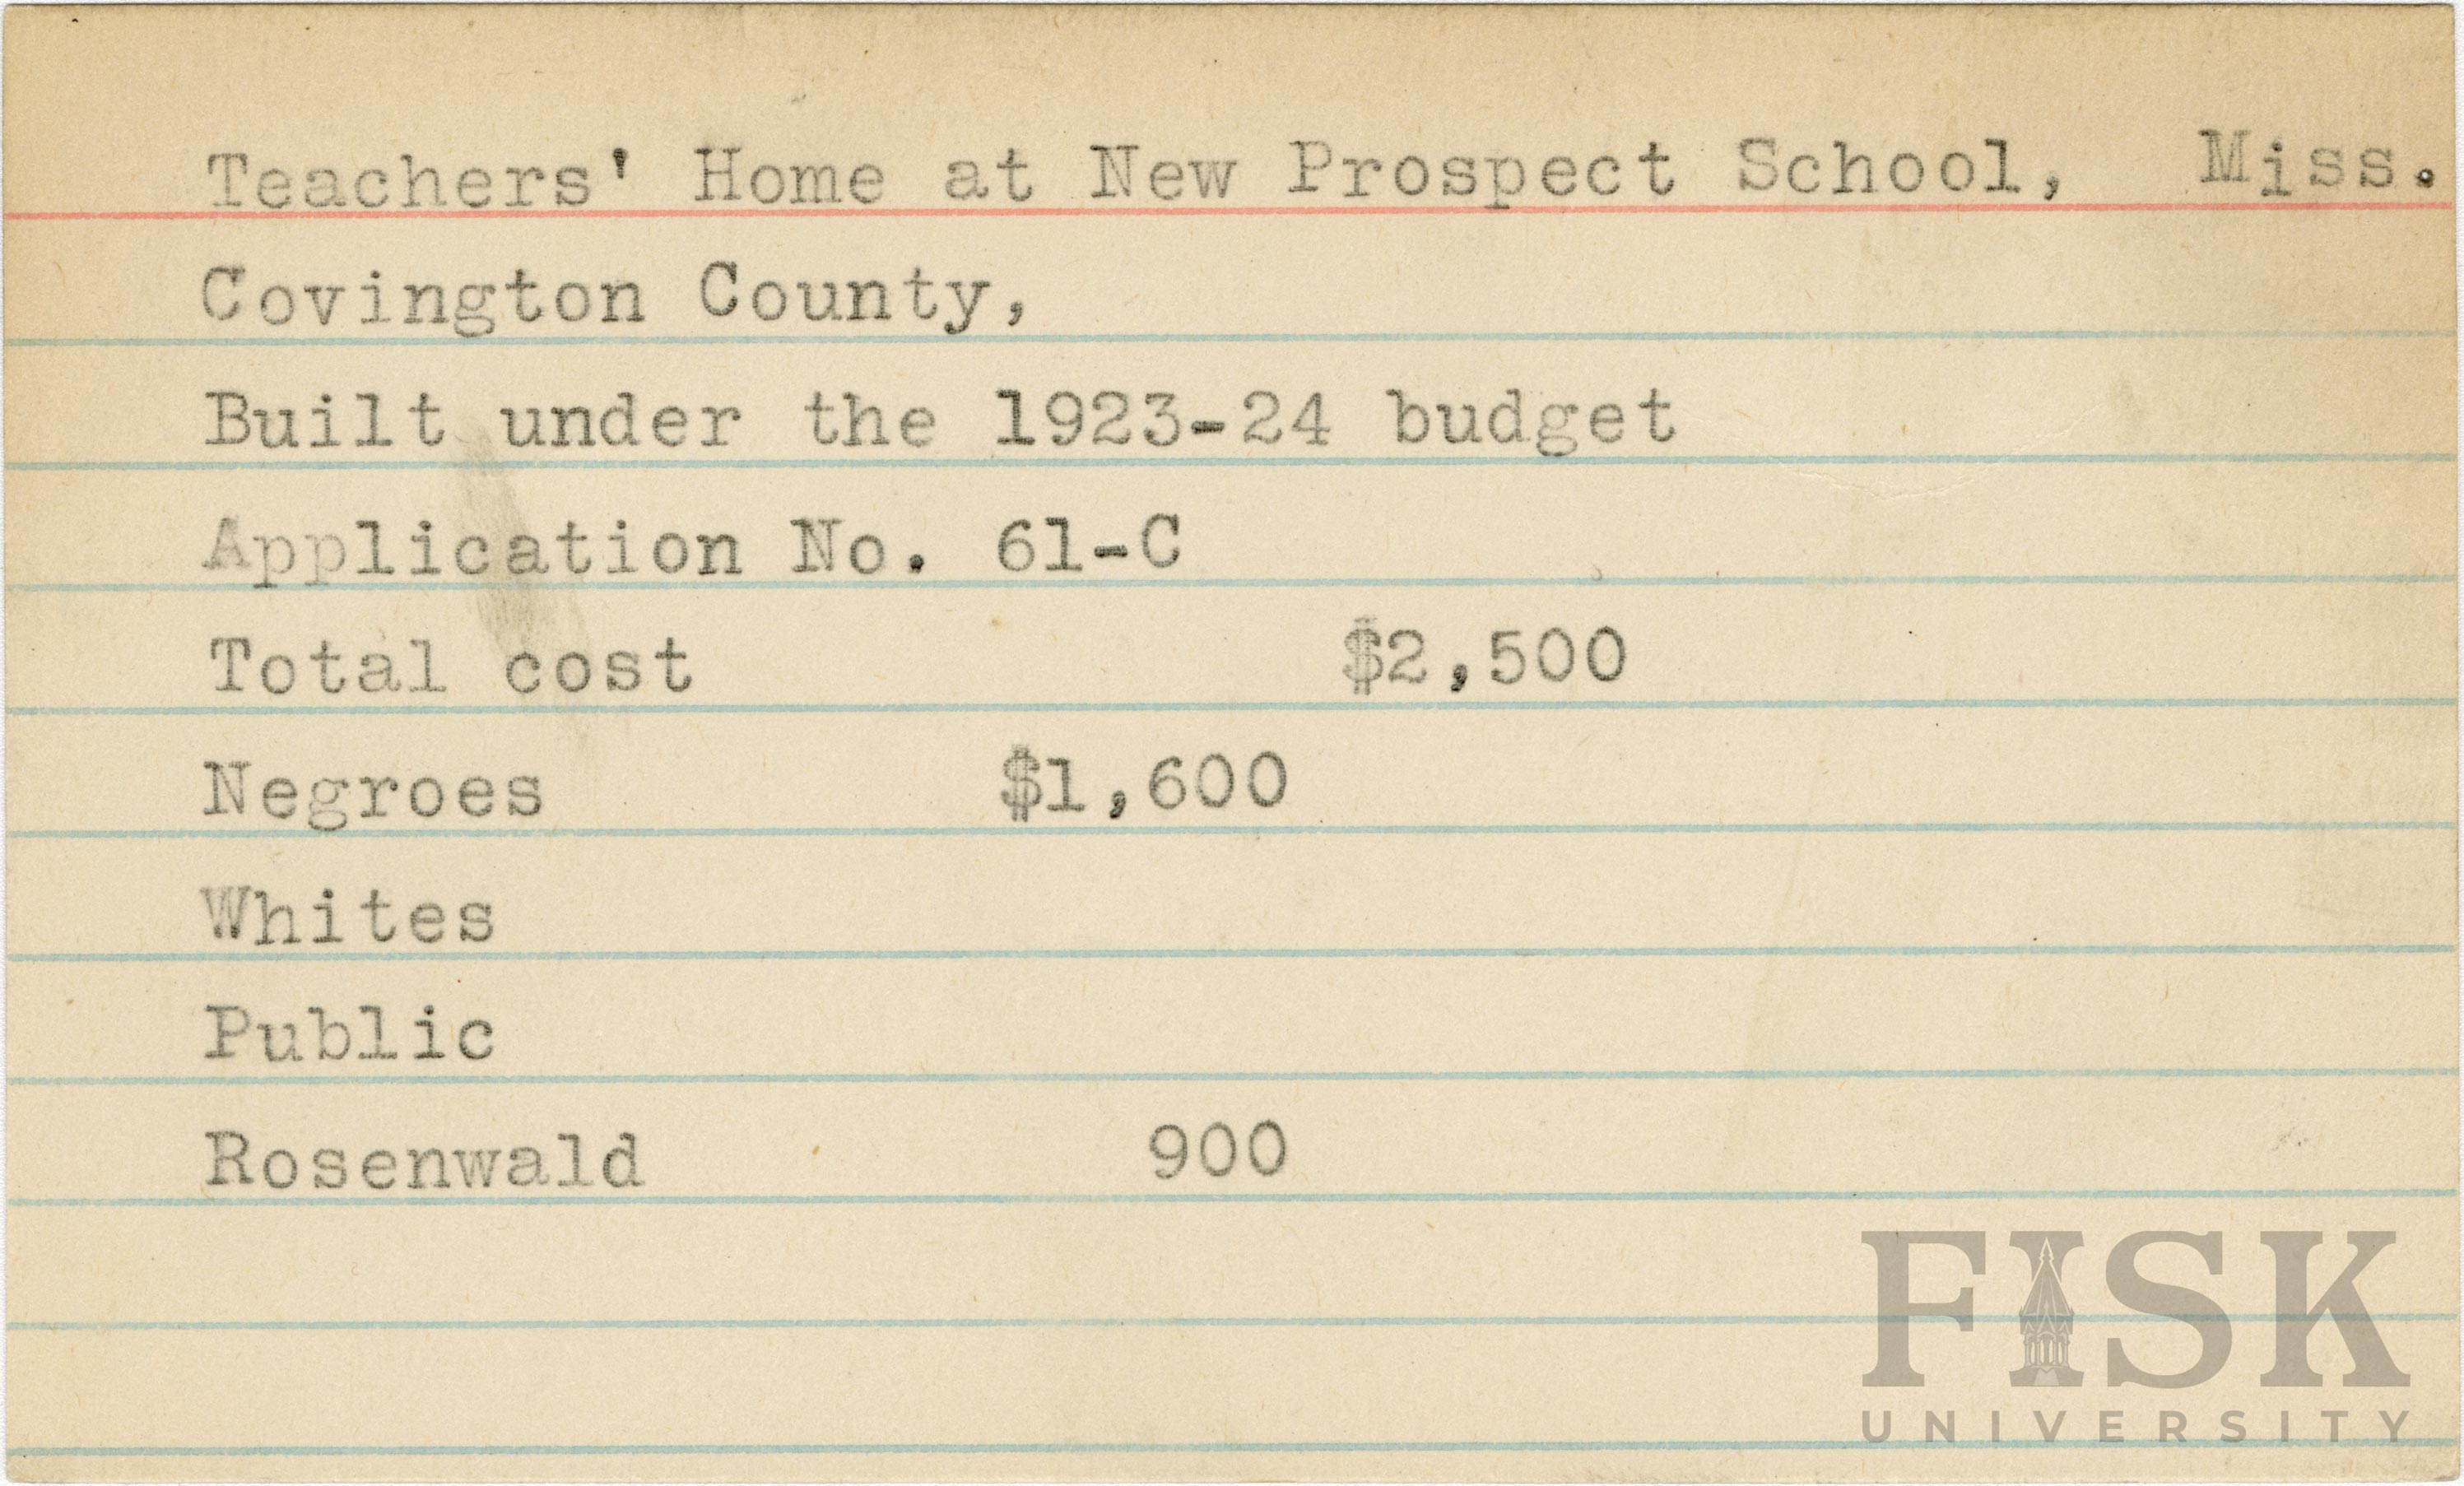 Teachers' Home at New Prospect School, Miss.
Covington County,
Built under the 1923-24 budget
Application No. 61-C
Total cost $2,500
Negroes $1,600
Whites
Public
Rosenwald 900
FISK
UNIVERSITY